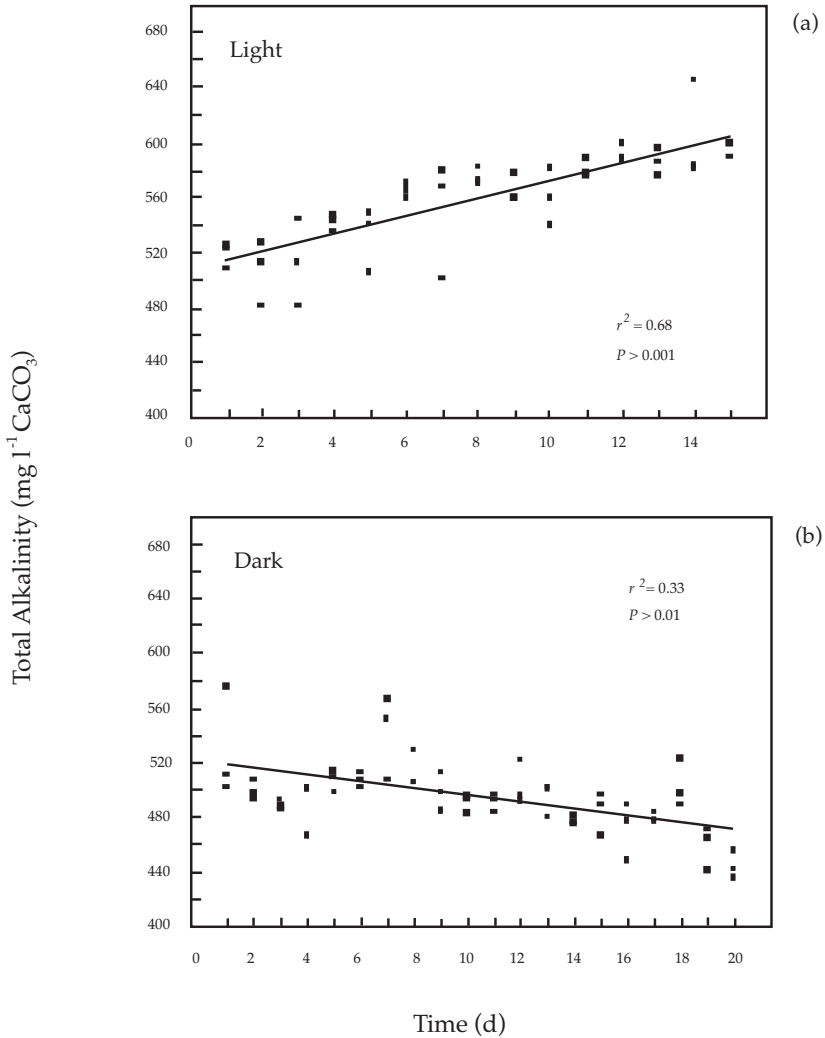 (a)
Light
680
640
600
560
520
480
440
400
r² = 0.68
P > 0.001
0 2 4 6 8 10 12 14
Total Alkalinity (mg l⁻¹ CaCO₃)
(b)
Dark
680
640
600
560
520
480
440
400
r² = 0.33
P > 0.01
0 2 4 6 8 10 12 14 16 18 20
Time (d)